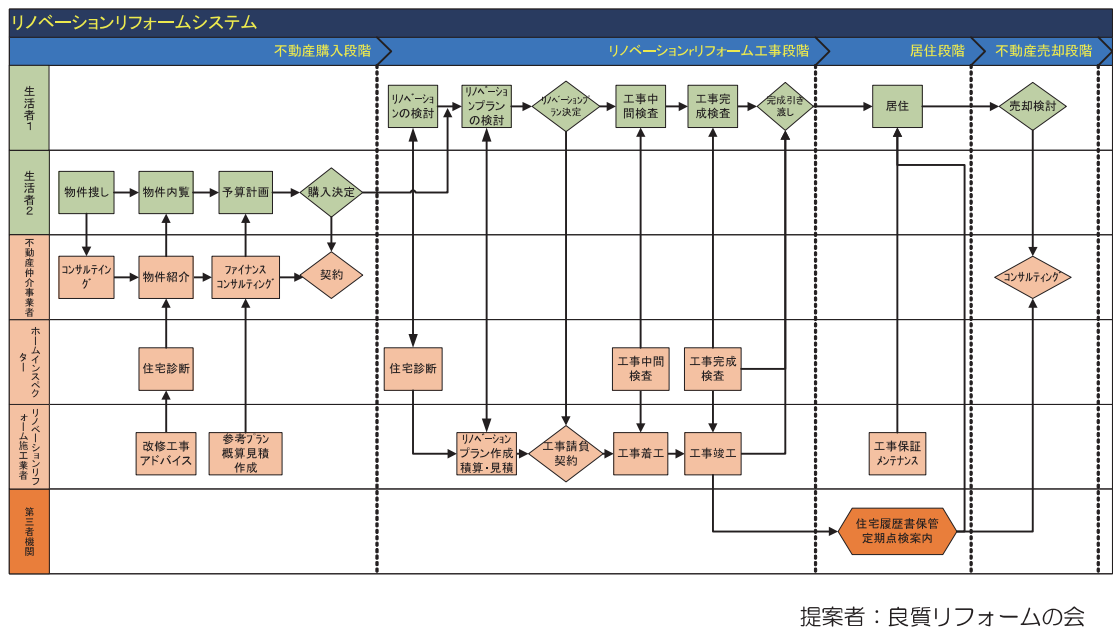 リノベーションリフォームシステム
不動産購入段階
リノベーションrリフォーム工事段階
居住段階
不動産売却段階
生活者1
リノベーショ
ンの検討
リノベーショ
ンプラン
の検討
リノベーションプ
ラン決定
工事中
間検査
工事完
成検査
完成引き
渡し
居住
売却検討
生活者2
物件捜し
物件内覧
予算計画
購入決定
不動産仲介事業者
コンサルテイン
グ
物件紹介
ファイナンス
コンサルティング
契約
コンサルティング
ホームインスペク
ター
住宅診断
住宅診断
工事中間
検査
工事完成
検査
リノベーションリフ
ォーム施工業者
改修工事
アドバイス
参考プラン
概算見積
作成
リノベーション
プラン作成
積算・見積
工事請負
契約
工事着工
工事竣工
工事保証
メンテナンス
第三者機関
住宅履歴書保管
定期点検案内
提案者：良質リフォームの会